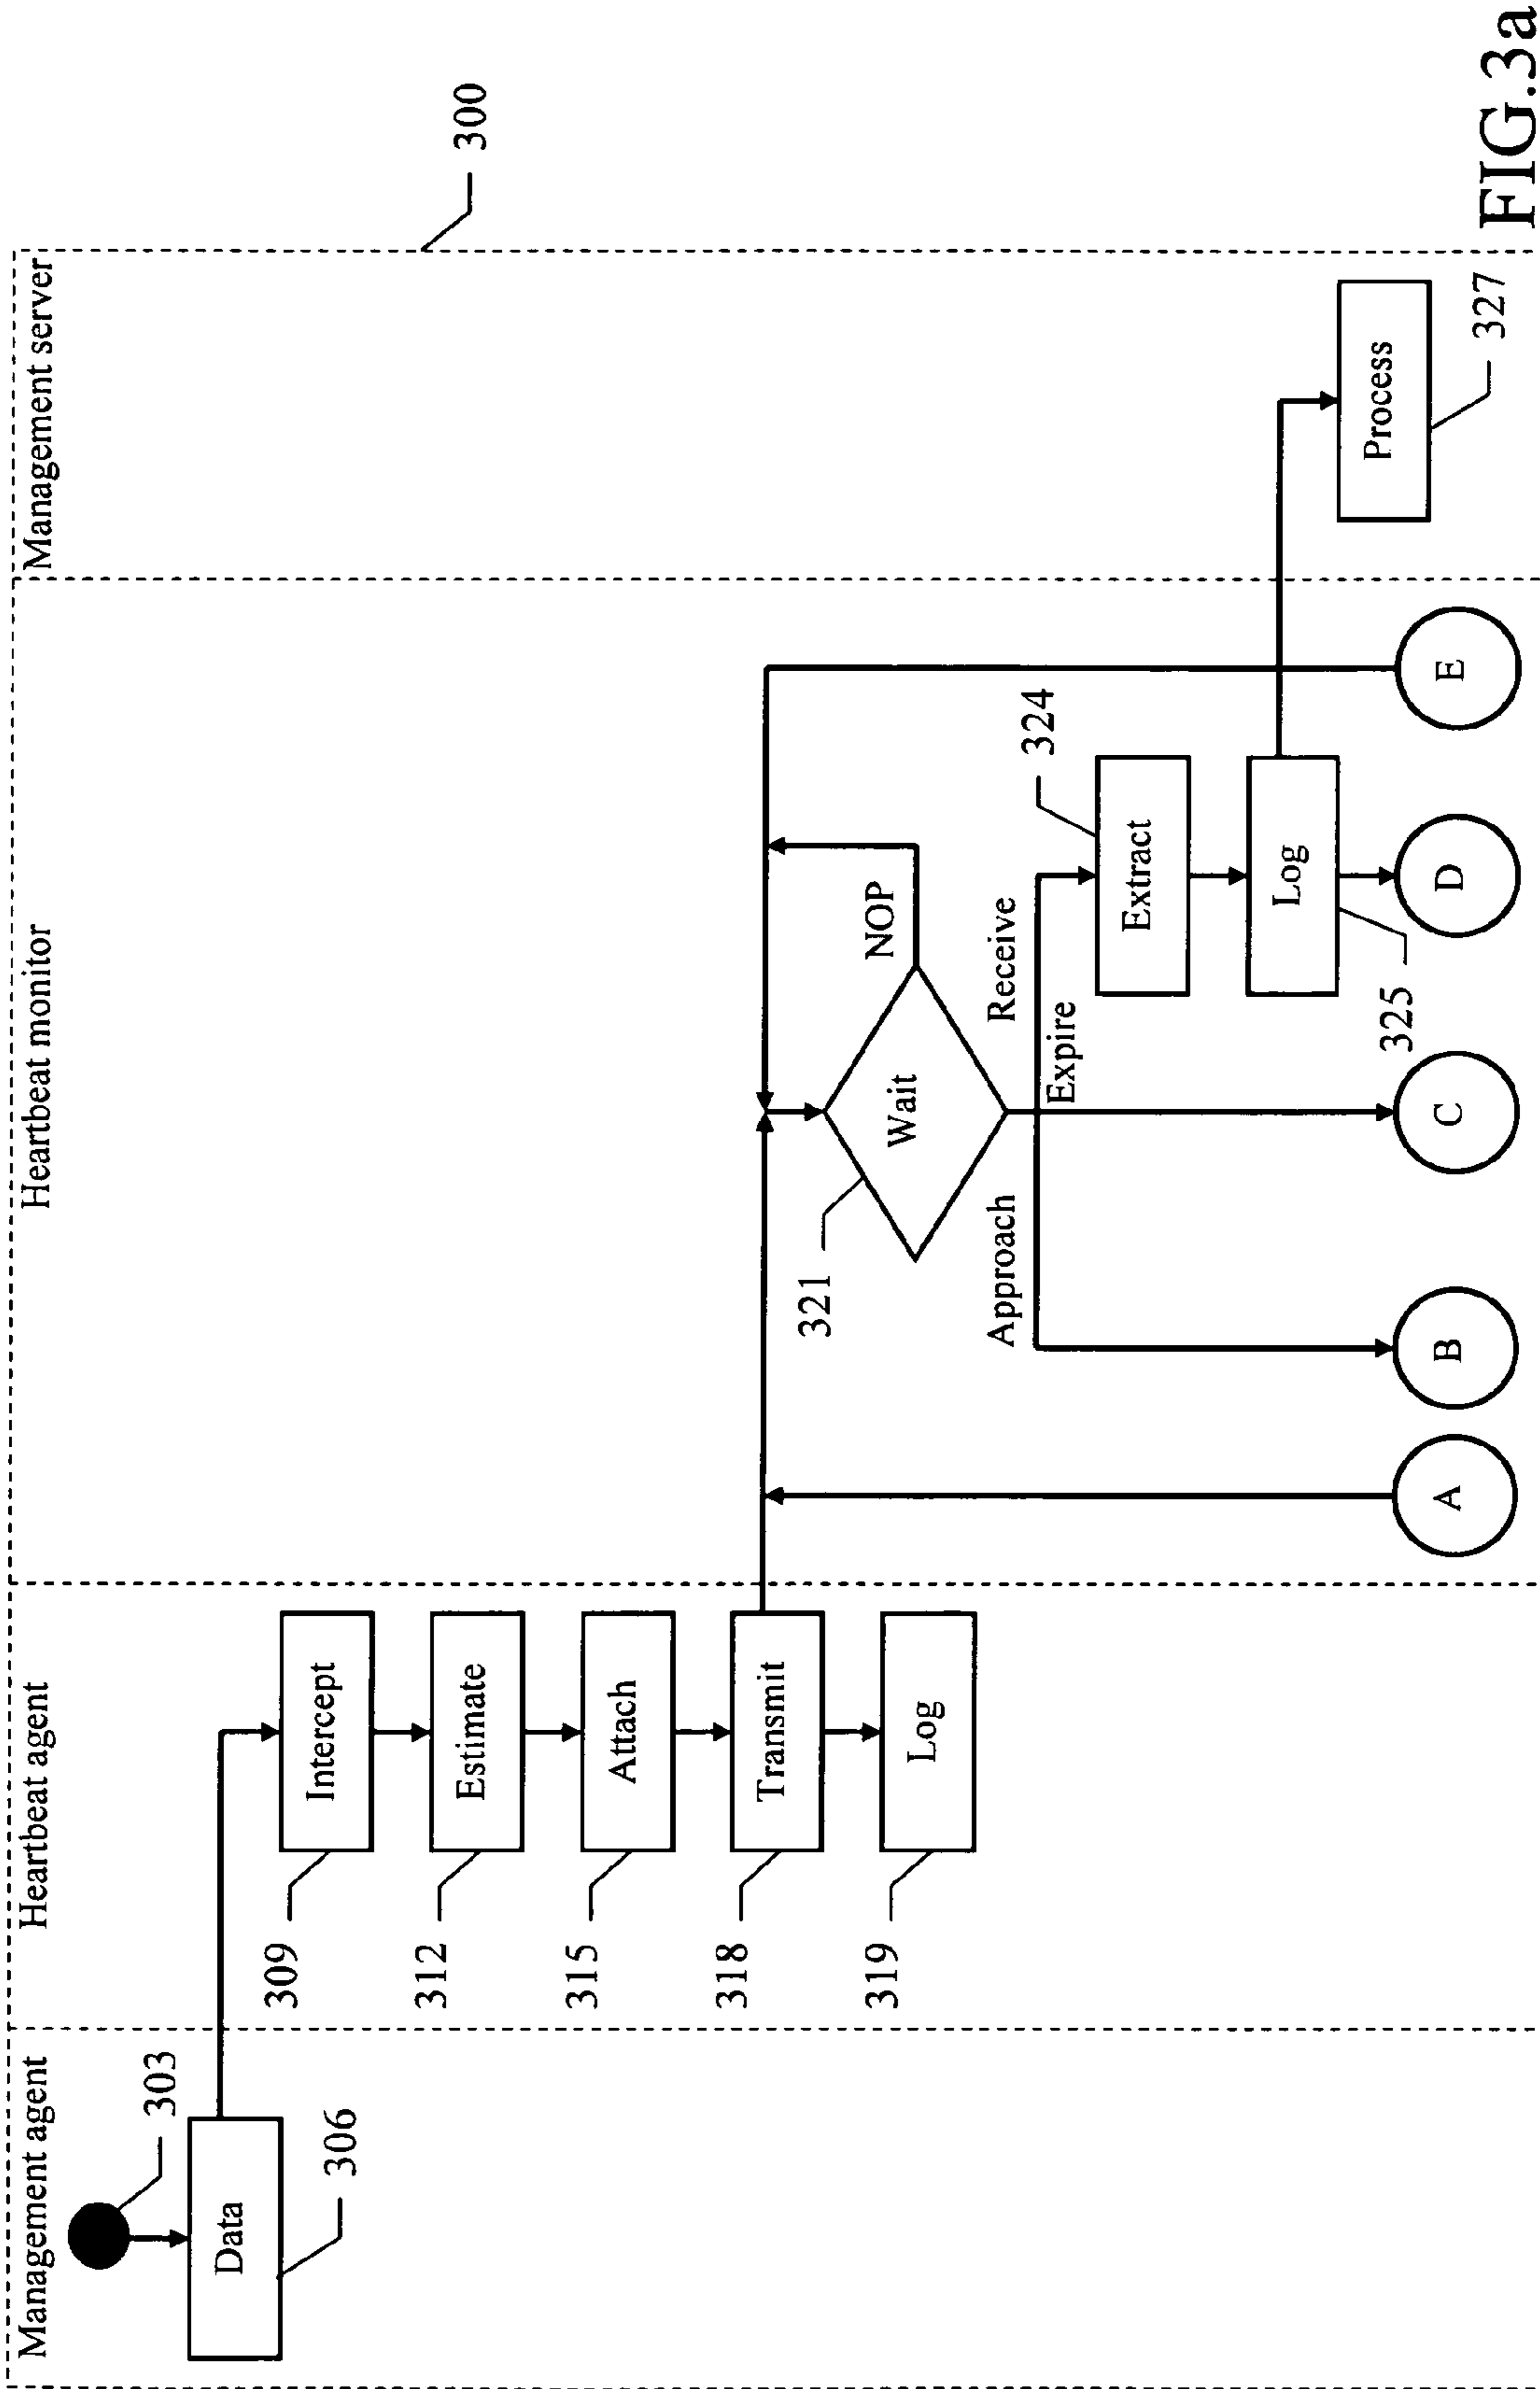 Management agent
Heartbeat agent
Heartbeat monitor
Management server
300
303
Data
306
309
Intercept
312
Estimate
315
Attach
318
Transmit
319
Log
321
Wait
NOP
Approach
Expire
Receive
324
Extract
Log
325
Process
327
A
B
C
D
E
FIG.3a